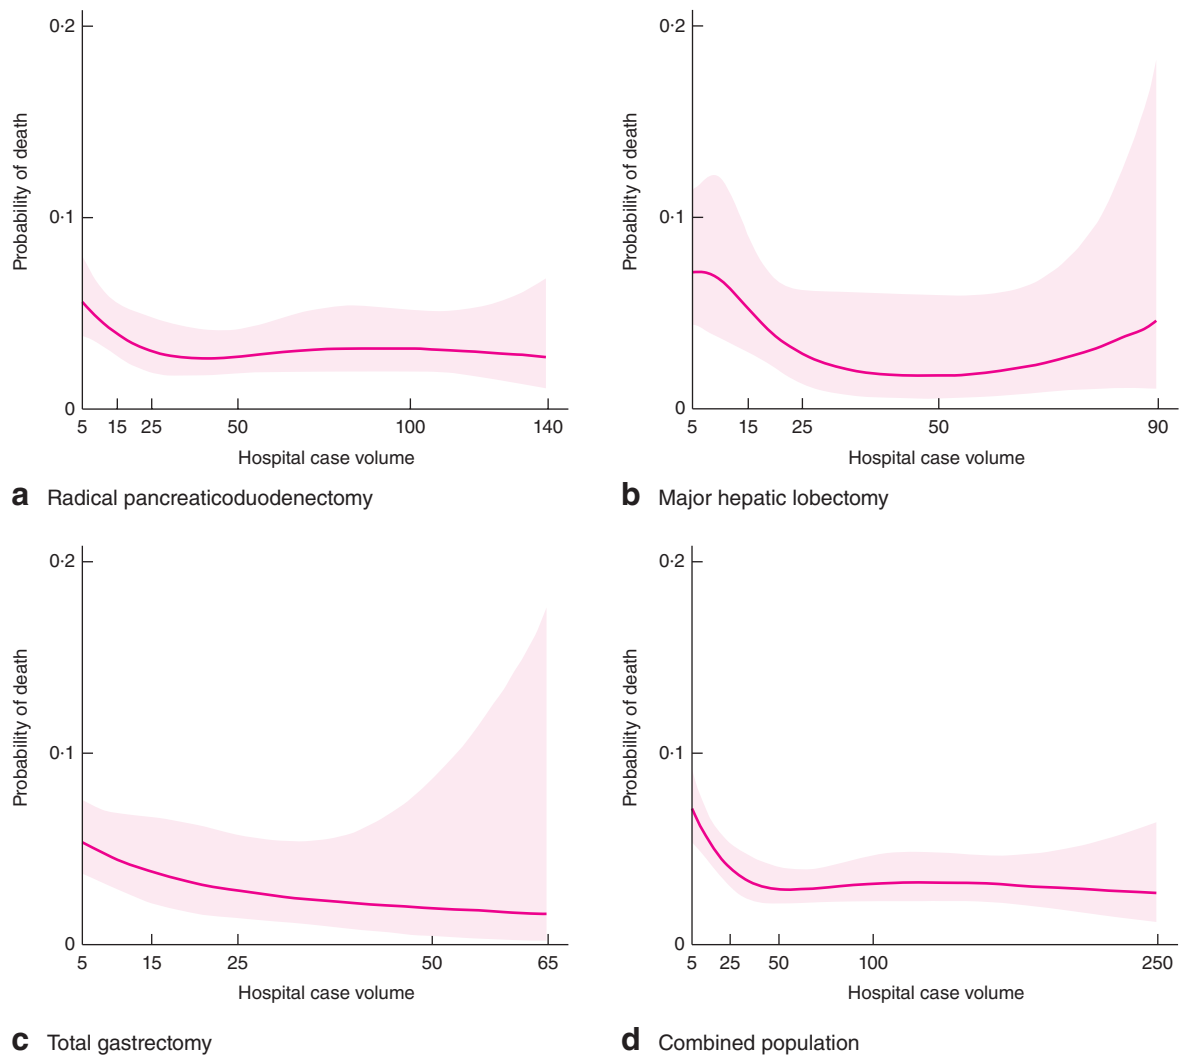 0·2
0·1
0
Probability of death
5 15 25 50 100 140
Hospital case volume
a Radical pancreaticoduodenectomy
0·2
0·1
0
Probability of death
5 15 25 50 90
Hospital case volume
b Major hepatic lobectomy
0·2
0·1
0
Probability of death
5 15 25 50 65
Hospital case volume
c Total gastrectomy
0·2
0·1
0
Probability of death
5 25 50 100 250
Hospital case volume
d Combined population